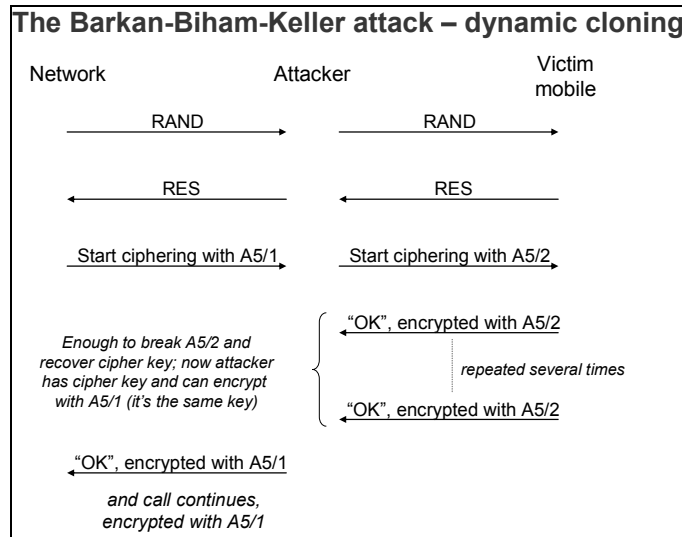 The Barkan-Biham-Keller attack – dynamic cloning
Network
Attacker
Victim
mobile
RAND
RAND
RES
RES
Start ciphering with A5/1
Start ciphering with A5/2
“OK”, encrypted with A5/2
Enough to break A5/2 and
recover cipher key; now attacker
has cipher key and can encrypt
with A5/1 (it’s the same key)
repeated several times
“OK”, encrypted with A5/2
“OK”, encrypted with A5/1
and call continues,
encrypted with A5/1